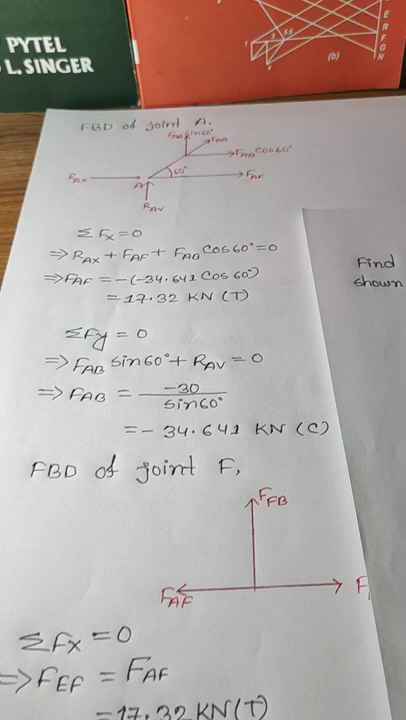 PYTEL
L. SINGER
E
R
F
G
N
(b)
FBD of joint A,
FAB sin60°
FAB
FAB cos60°
60°
RAX
A
FAF
RAV
ΣFx=0
⇒ RAX + FAF + FAB Cos60°=0
⇒ FAF = -(-34.641 Cos 60°)
= 17.32 KN (T)
ΣFy = 0
⇒ FAB sin60° + RAV = 0
⇒ FAB = -30 / sin60°
= - 34.641 KN (C)
Find
shown
FBD of joint F,
FFB
FAF
F
ΣFx = 0
⇒ FEF = FAF
= 17.32 KN(T)